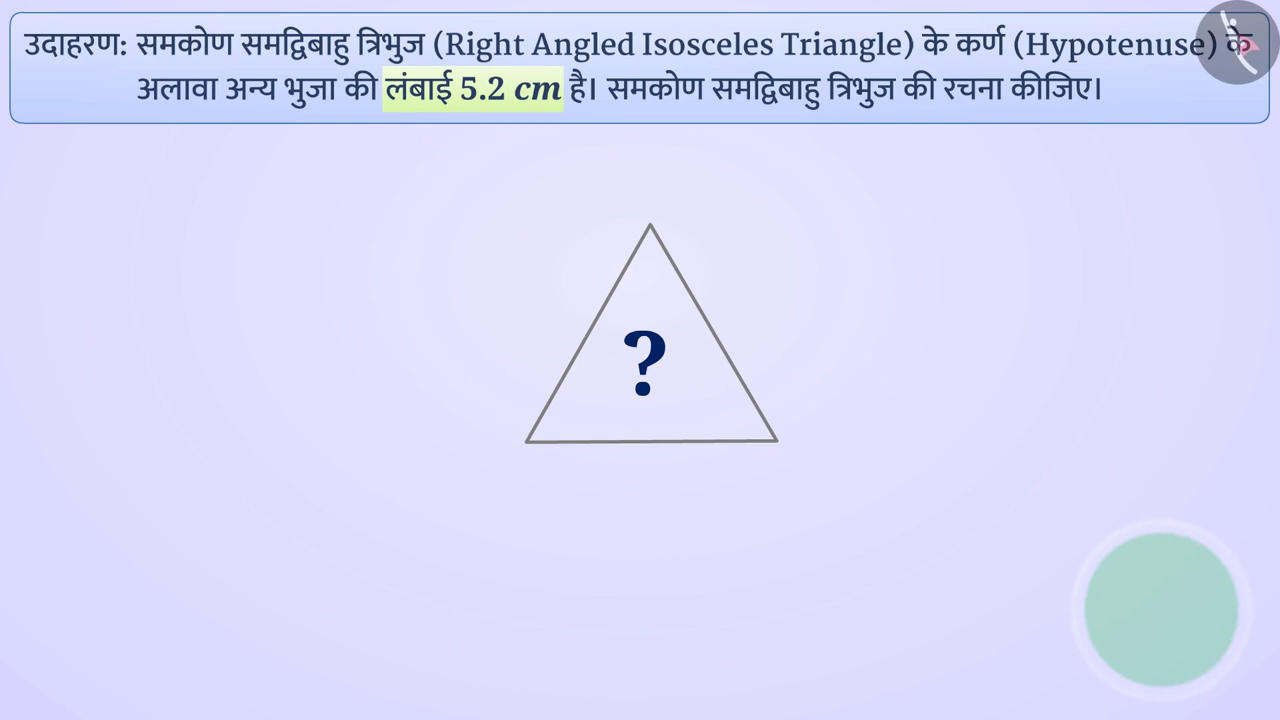 उदाहरण: समकोण समद्विबाहु त्रिभुज (Right Angled Isosceles Triangle) के कर्ण (Hypotenuse) के
अलावा अन्य भुजा की लंबाई 5.2 cm है। समकोण समद्विबाहु त्रिभुज की रचना कीजिए।
?